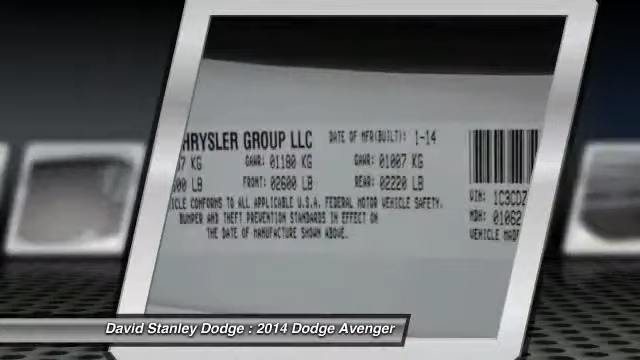 HRYSLER GROUP LLC DATE OF MFR(BUILT): 1-14
7 KG GAWR: 01180 KG GAWR: 01007 KG
00 LB FRONT: 02600 LB REAR: 02220 LB
ICLE CONFORMS TO ALL APPLICABLE U.S.A. FEDERAL MOTOR VEHICLE SAFETY,
BUMPER AND THEFT PREVENTION STANDARDS IN EFFECT ON
THE DATE OF MANUFACTURE SHOWN ABOVE.
VIN: 1C3CDZ
MDH: 01062
VEHICLE MAD
David Stanley Dodge : 2014 Dodge Avenger